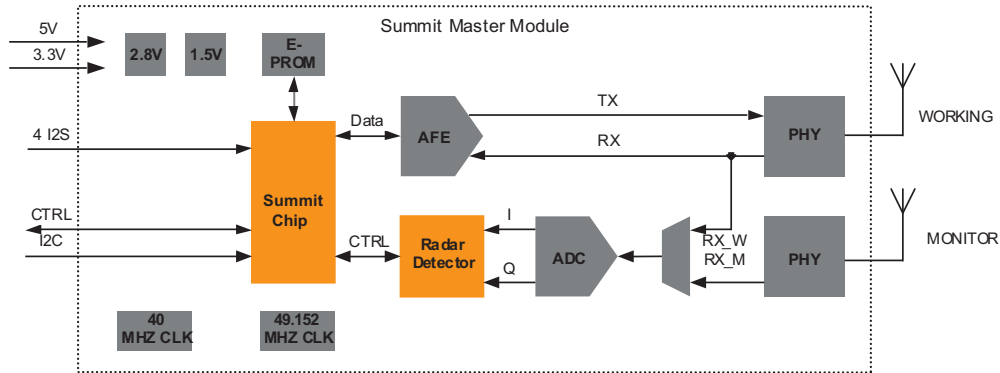 Summit Master Module
5V
3.3V
2.8V
1.5V
E-
PROM
4 I2S
Data
AFE
TX
RX
PHY
WORKING
Summit
Chip
CTRL
I2C
CTRL
Radar
Detector
I
Q
ADC
RX_W
RX_M
PHY
MONITOR
40
MHZ CLK
49.152
MHZ CLK